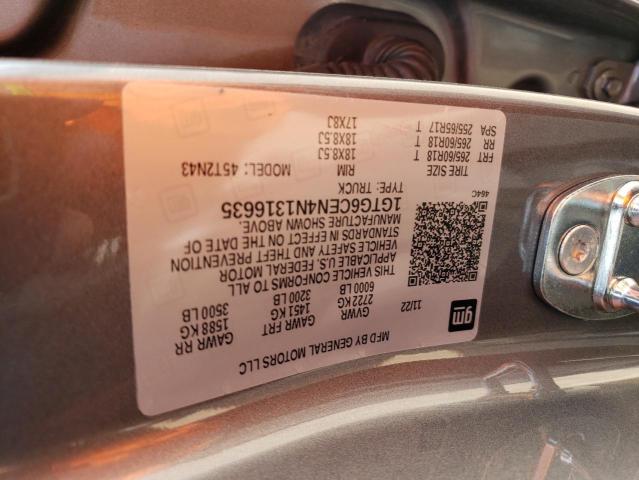 MFD BY GENERAL MOTORS LLC
gm
11/22
GVWR
2722 KG
6000 LB
GAWR FRT
1451 KG
3200 LB
GAWR RR
1588 KG
3500 LB
THIS VEHICLE CONFORMS TO ALL
APPLICABLE U.S. FEDERAL MOTOR
VEHICLE SAFETY AND THEFT PREVENTION
STANDARDS IN EFFECT ON THE DATE OF
MANUFACTURE SHOWN ABOVE.
1GTC6CEN4N1316635
TYPE: TRUCK
464C
MODEL: 45T2N43
TIRE SIZE RIM
FRT 265/60R18 T 18X8.5J
RR 265/60R18 T 18X8.5J
SPA 255/65R17 T 17X8J